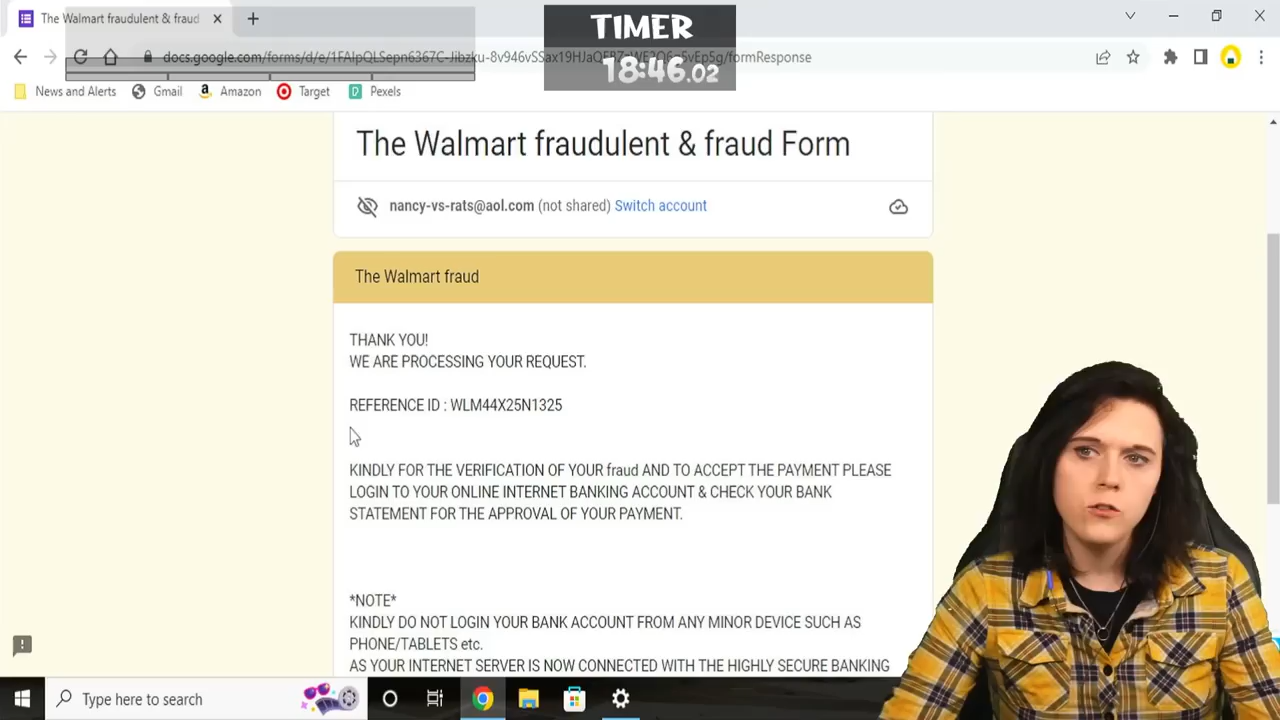 The Walmart fraudulent & fraud
TIMER
18:46.02
docs.google.com/forms/d/e/
/formResponse
News and Alerts
Gmail
Amazon
Target
Pexels
The Walmart fraudulent & fraud Form
nancy-vs-rats@aol.com (not shared) Switch account
The Walmart fraud
THANK YOU!
WE ARE PROCESSING YOUR REQUEST.
REFERENCE ID : WLM44X25N1325
KINDLY FOR THE VERIFICATION OF YOUR fraud AND TO ACCEPT THE PAYMENT PLEASE
LOGIN TO YOUR ONLINE INTERNET BANKING ACCOUNT & CHECK YOUR BANK
STATEMENT FOR THE APPROVAL OF YOUR PAYMENT.
*NOTE*
KINDLY DO NOT LOGIN YOUR BANK ACCOUNT FROM ANY MINOR DEVICE SUCH AS
PHONE/TABLETS etc.
AS YOUR INTERNET SERVER IS NOW CONNECTED WITH THE HIGHLY SECURE BANKING
Type here to search